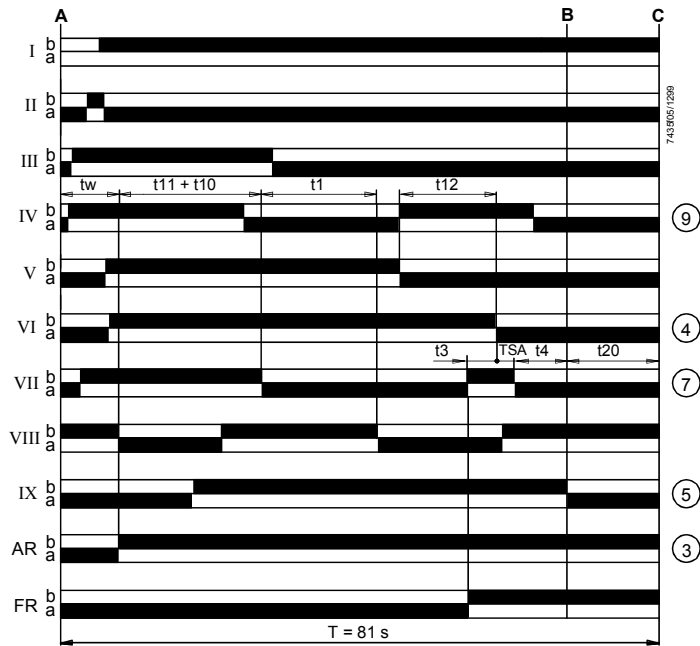 A B C
I b
a
II b
a
7435f05/1299
III b
a
tw t11 + t10 t1 t12
IV b
a
9
V b
a
VI b
a
4
t3 TSA t4 t20
VII b
a
7
VIII b
a
IX b
a
5
AR b
a
3
FR b
a
T = 81 s